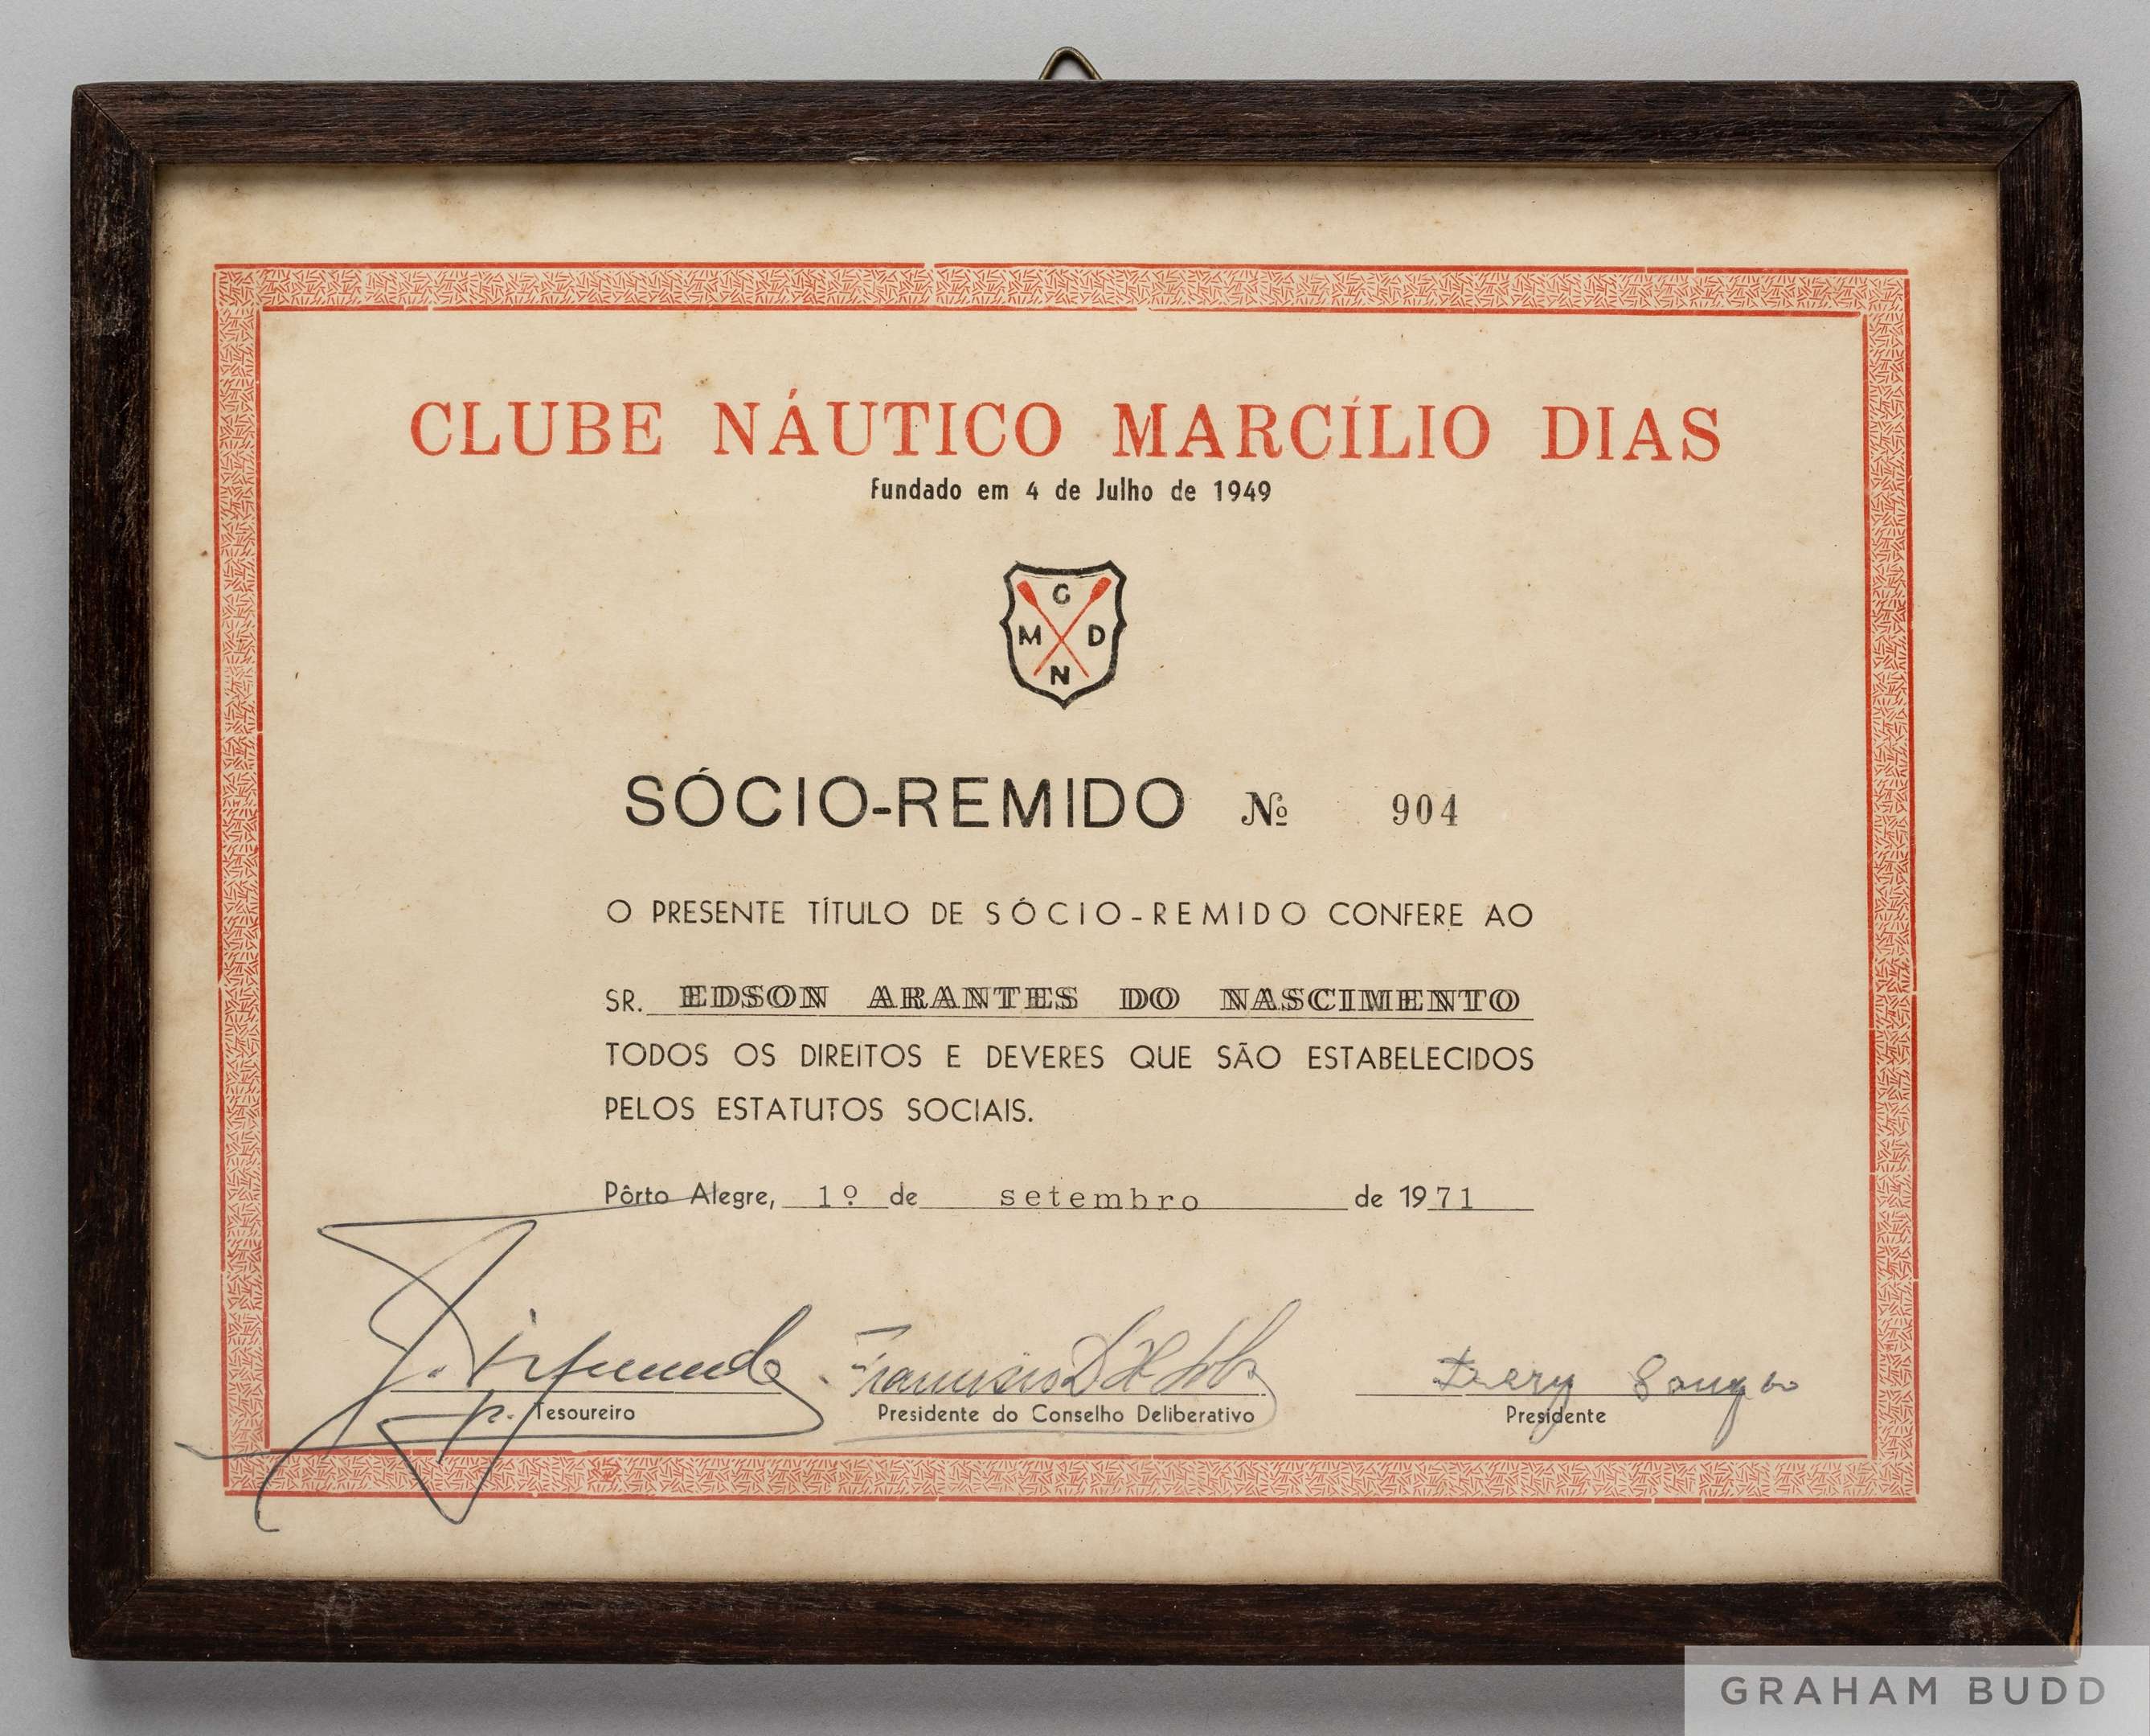 CLUBE NÁUTICO MARCÍLIO DIAS
Fundado em 4 de Julho de 1949
C
M D
N
SÓCIO-REMIDO Nº 904
O PRESENTE TÍTULO DE SÓCIO-REMIDO CONFERE AO
SR. EDSON ARANTES DO NASCIMENTO
TODOS OS DIREITOS E DEVERES QUE SÃO ESTABELECIDOS
PELOS ESTATUTOS SOCIAIS.
Pôrto Alegre, 1º de setembro de 1971
p. Tesoureiro
Presidente do Conselho Deliberativo
Presidente
GRAHAM BUDD